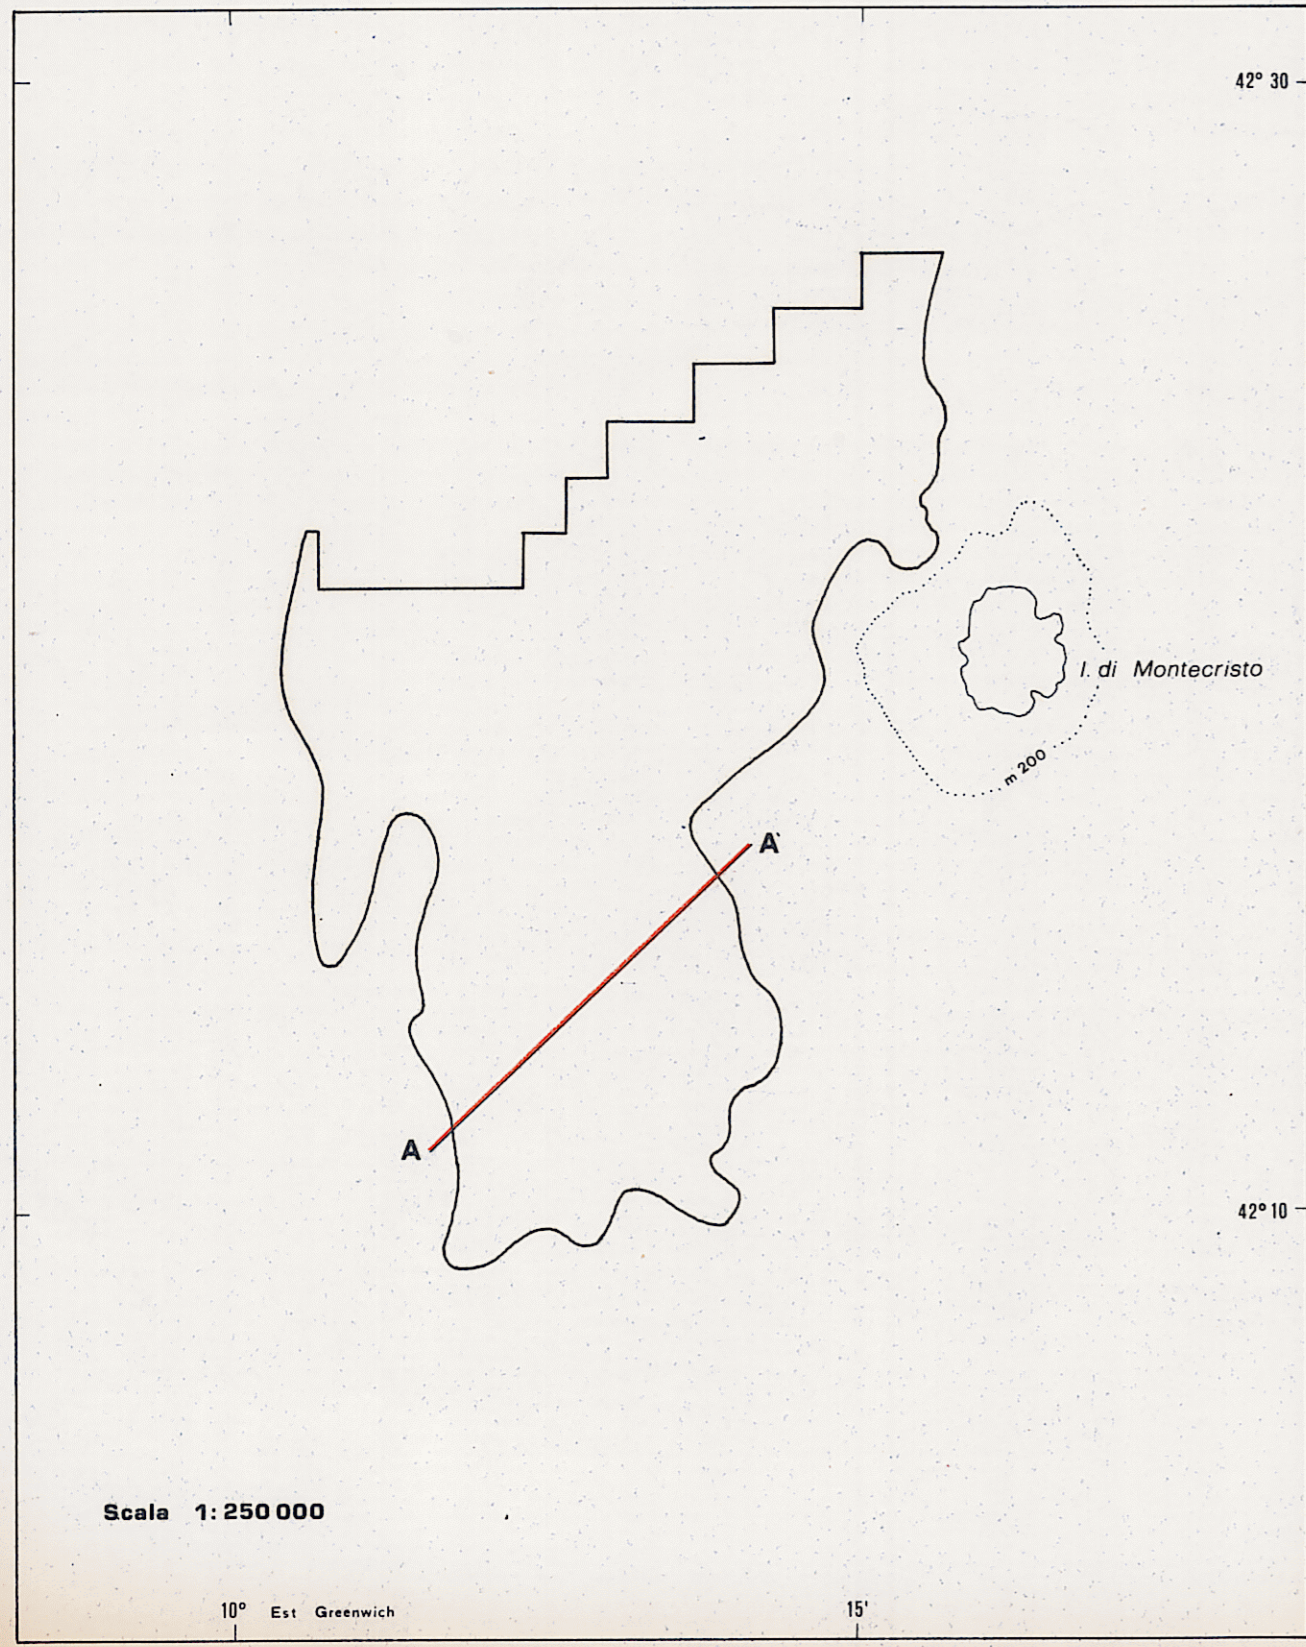 42° 30
I. di Montecristo
m 200
A'
A
42° 10
Scala 1: 250 000
10° Est Greenwich 15'